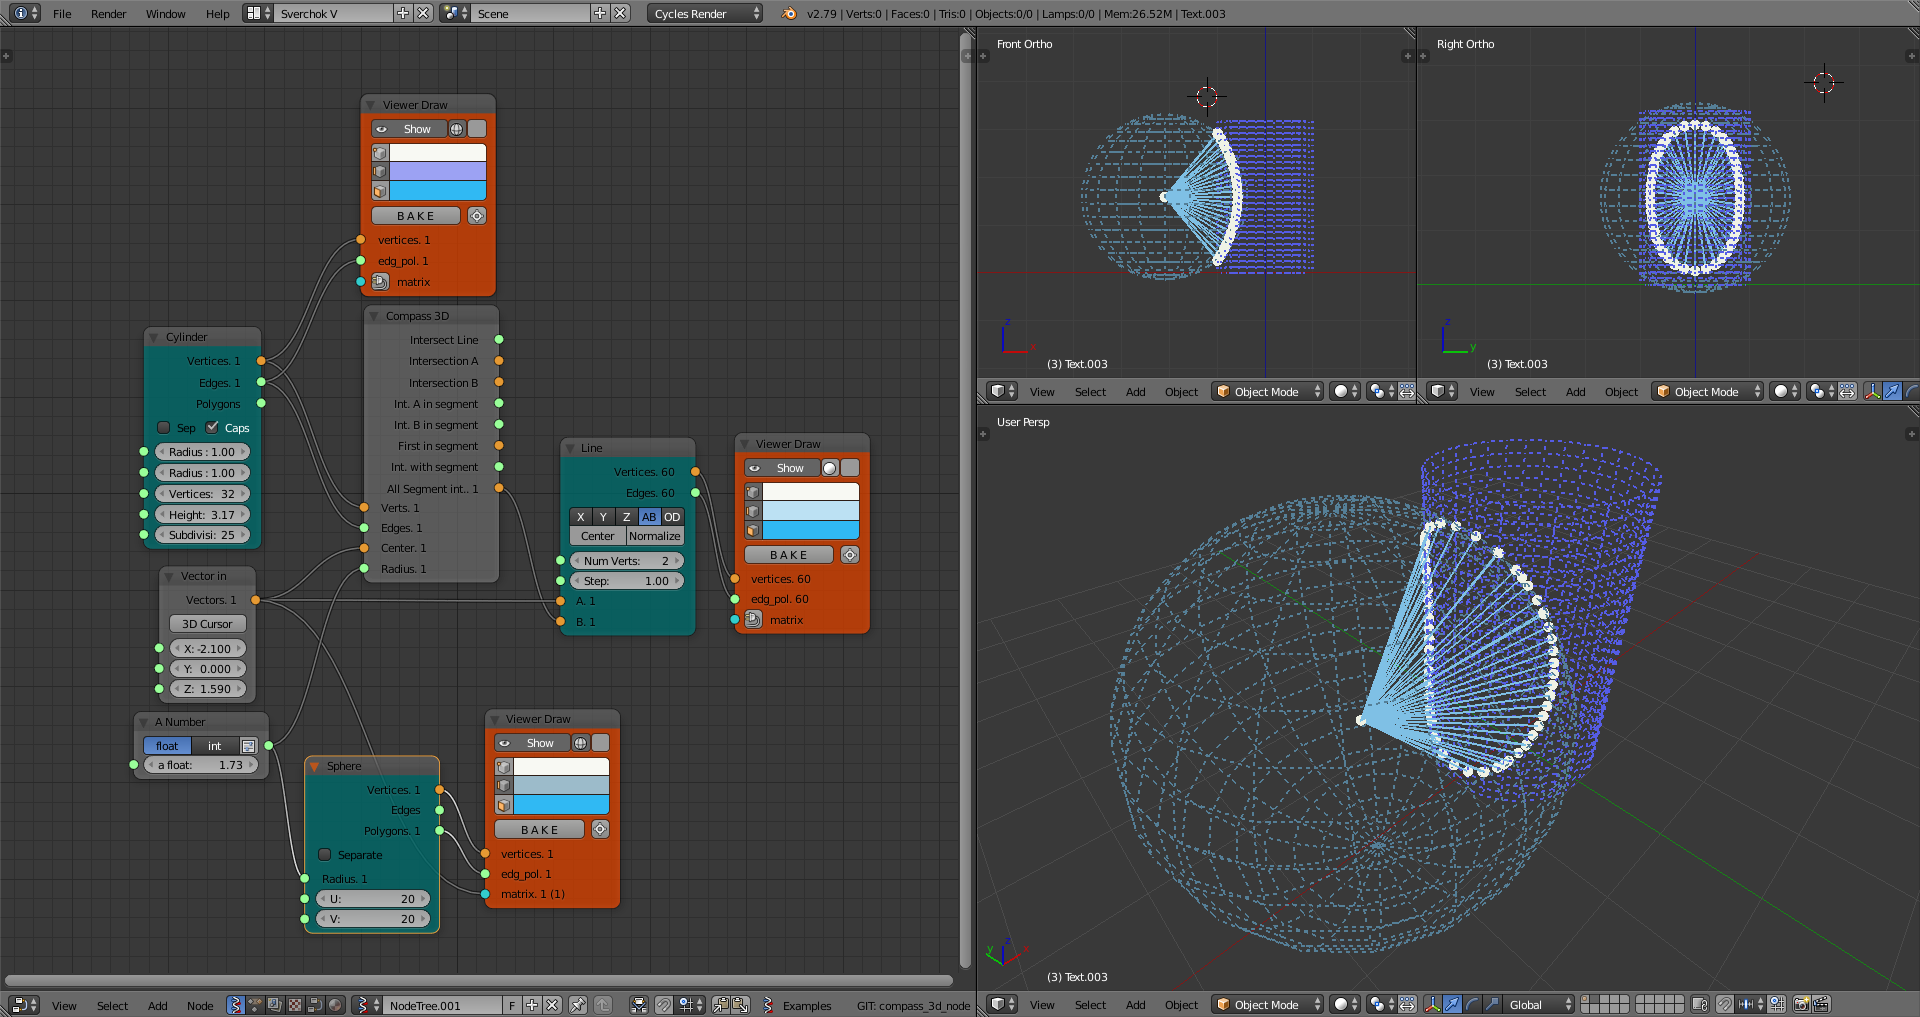 File Render Window Help Sverchok V Scene Cycles Render v2.79 | Verts:0 | Faces:0 | Tris:0 | Objects:0/0 | Lamps:0/0 | Mem:26.52M | Text.003
Viewer Draw
Show
BAKE
vertices. 1
edg_pol. 1
matrix
Compass 3D
Intersect Line
Intersection A
Intersection B
Int. A in segment
Int. B in segment
First in segment
Int. with segment
All Segment int.. 1
Verts. 1
Edges. 1
Center. 1
Radius. 1
Cylinder
Vertices. 1
Edges. 1
Polygons
Sep Caps
Radius : 1.00
Radius : 1.00
Vertices: 32
Height: 3.17
Subdivisi: 25
Vector in
Vectors. 1
3D Cursor
X: -2.100
Y: 0.000
Z: 1.590
A Number
float int
a float: 1.73
Sphere
Vertices. 1
Edges
Polygons. 1
Separate
Radius. 1
U: 20
V: 20
Line
Vertices. 60
Edges. 60
X Y Z AB OD
Center Normalize
Num Verts: 2
Step: 1.00
A. 1
B. 1
Viewer Draw
Show
BAKE
vertices. 60
edg_pol. 60
matrix
Viewer Draw
Show
BAKE
vertices. 1
edg_pol. 1
matrix. 1 (1)
View Select Add Node NodeTree.001 F Examples GIT: compass_3d_node
Front Ortho
z
x
(3) Text.003
View Select Add Object Object Mode
Right Ortho
z
y
(3) Text.003
View Select Add Object Object Mode
User Persp
y z x
(3) Text.003
View Select Add Object Object Mode Global